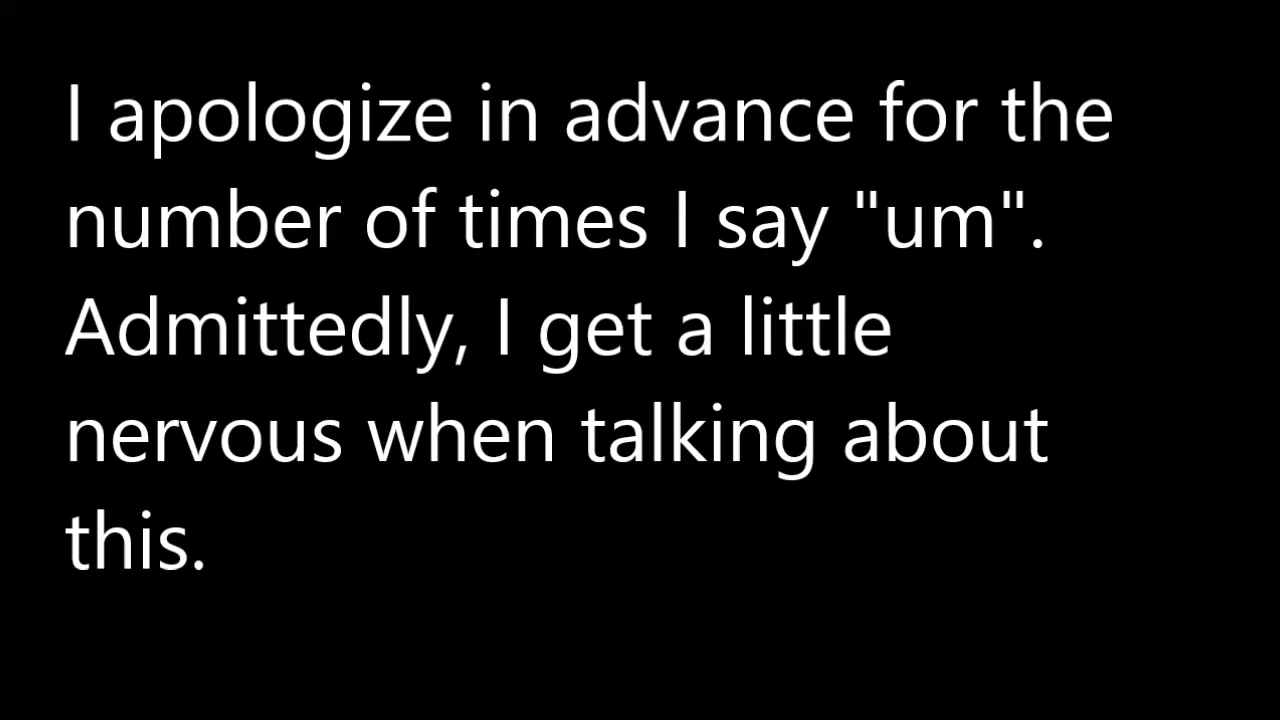 I apologize in advance for the
number of times I say "um".
Admittedly, I get a little
nervous when talking about
this.